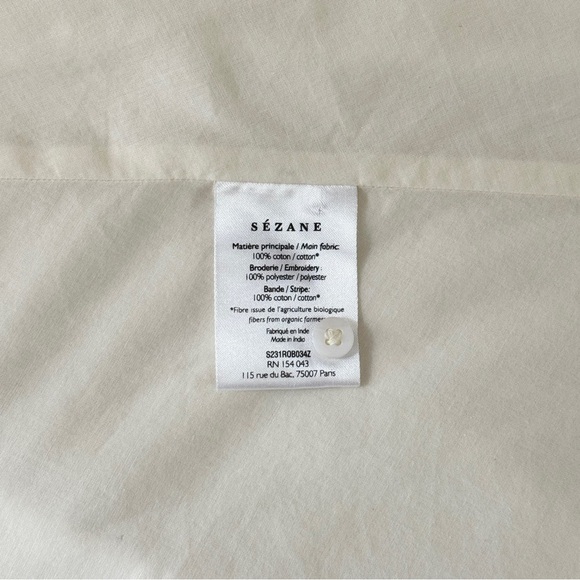 SÉZANE
Matière principale / Main fabric:
100% coton / cotton*
Broderie / Embroidery :
100% polyester / polyester
Bande / Stripe:
100% coton / cotton*
*Fibre issue de l'agriculture biologique
fibers from organic farmer
Fabriqué en Inde
Made in India
S231ROB034Z
RN 154 043
115 rue du Bac, 75007 Paris